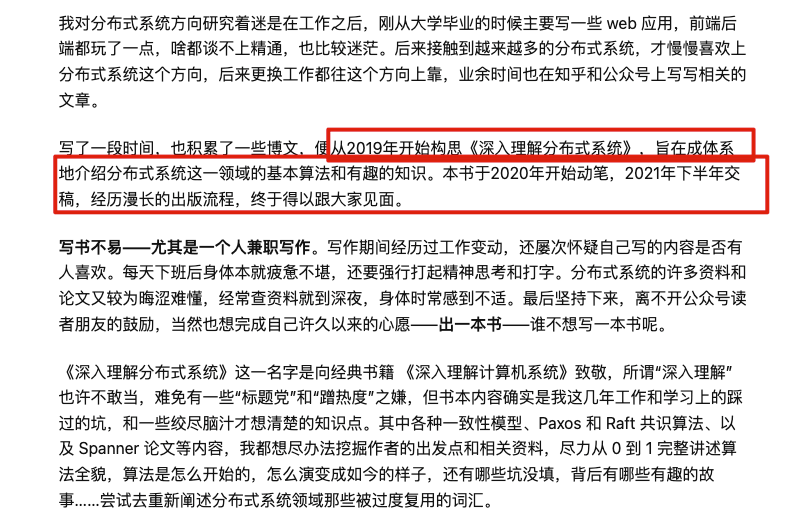 我对分布式系统方向研究着迷是在工作之后，刚从大学毕业的时候主要写一些 web 应用，前端后
端都玩了一点，啥都谈不上精通，也比较迷茫。后来接触到越来越多的分布式系统，才慢慢喜欢上
分布式系统这个方向，后来更换工作都往这个方向上靠，业余时间也在知乎和公众号上写写相关的
文章。
写了一段时间，也积累了一些博文，便从2019年开始构思《深入理解分布式系统》，旨在成体系
地介绍分布式系统这一领域的基本算法和有趣的知识。本书于2020年开始动笔，2021年下半年交
稿，经历漫长的出版流程，终于得以跟大家见面。
写书不易——尤其是一个人兼职写作。写作期间经历过工作变动，还屡次怀疑自己写的内容是否有
人喜欢。每天下班后身体本就疲惫不堪，还要强行打起精神思考和打字。分布式系统的许多资料和
论文又较为晦涩难懂，经常查资料就到深夜，身体时常感到不适。最后坚持下来，离不开公众号读
者朋友的鼓励，当然也想完成自己许久以来的心愿——出一本书——谁不想写一本书呢。
《深入理解分布式系统》这一名字是向经典书籍 《深入理解计算机系统》致敬，所谓“深入理解”
也许不敢当，难免有一些“标题党”和“蹭热度”之嫌，但书本内容确实是我这几年工作和学习上的踩
过的坑，和一些绞尽脑汁才想清楚的知识点。其中各种一致性模型、Paxos 和 Raft 共识算法、以
及 Spanner 论文等内容，我都想尽办法挖掘作者的出发点和相关资料，尽力从 0 到 1 完整讲述算
法全貌，算法是怎么开始的，怎么演变成如今的样子，还有哪些坑没填，背后有哪些有趣的故
事......尝试去重新阐述分布式系统领域那些被过度复用的词汇。